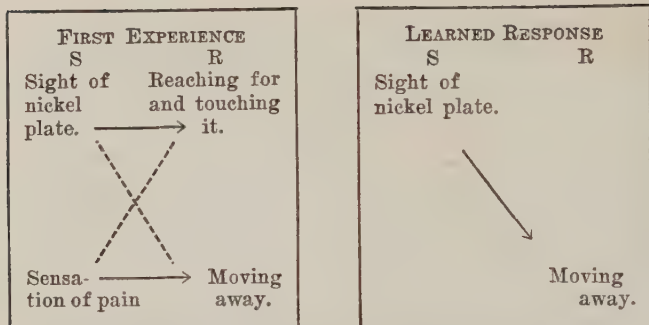 FIRST EXPERIENCE
S R
Sight of Reaching for
nickel and touching
plate. it.
Sensa- Moving
tion of pain away.
LEARNED RESPONSE
S R
Sight of
nickel plate.
Moving
away.